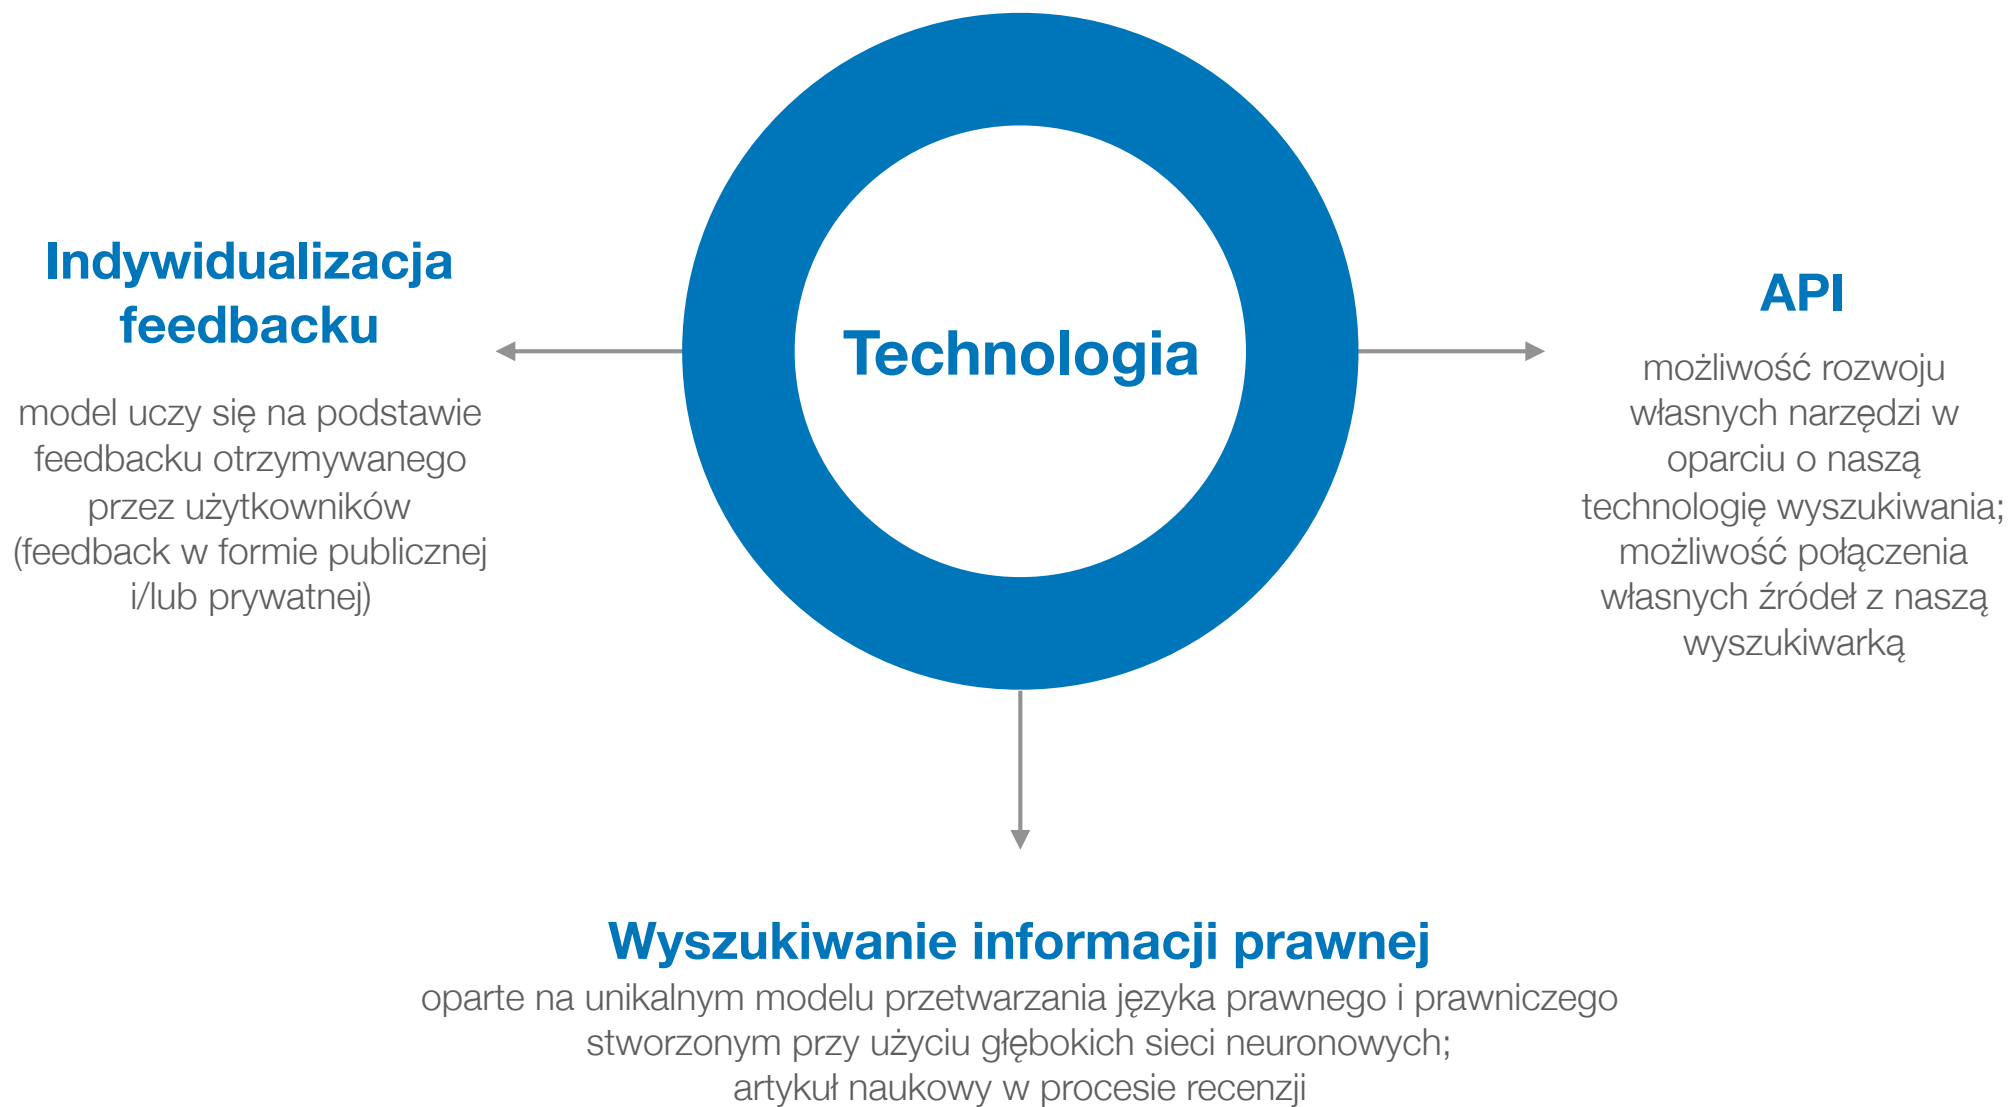 Indywidualizacja
feedbacku
model uczy się na podstawie
feedbacku otrzymywanego
przez użytkowników
(feedback w formie publicznej
i/lub prywatnej)
Technologia
API
możliwość rozwoju
własnych narzędzi w
oparciu o naszą
technologię wyszukiwania;
możliwość połączenia
własnych źródeł z naszą
wyszukiwarką
Wyszukiwanie informacji prawnej
oparte na unikalnym modelu przetwarzania języka prawnego i prawniczego
stworzonym przy użyciu głębokich sieci neuronowych;
artykuł naukowy w procesie recenzji